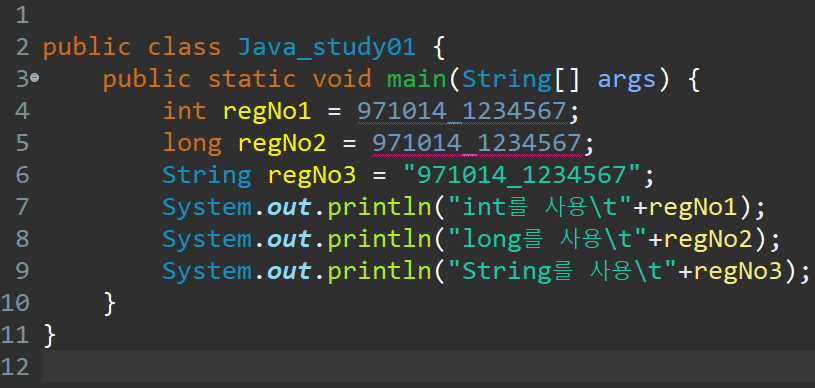 1
2 public class Java_study01 {
3 public static void main(String[] args) {
4 int regNo1 = 971014_1234567;
5 long regNo2 = 971014_1234567;
6 String regNo3 = "971014_1234567";
7 System.out.println("int를 사용\t"+regNo1);
8 System.out.println("long를 사용\t"+regNo2);
9 System.out.println("String를 사용\t"+regNo3);
10 }
11 }
12